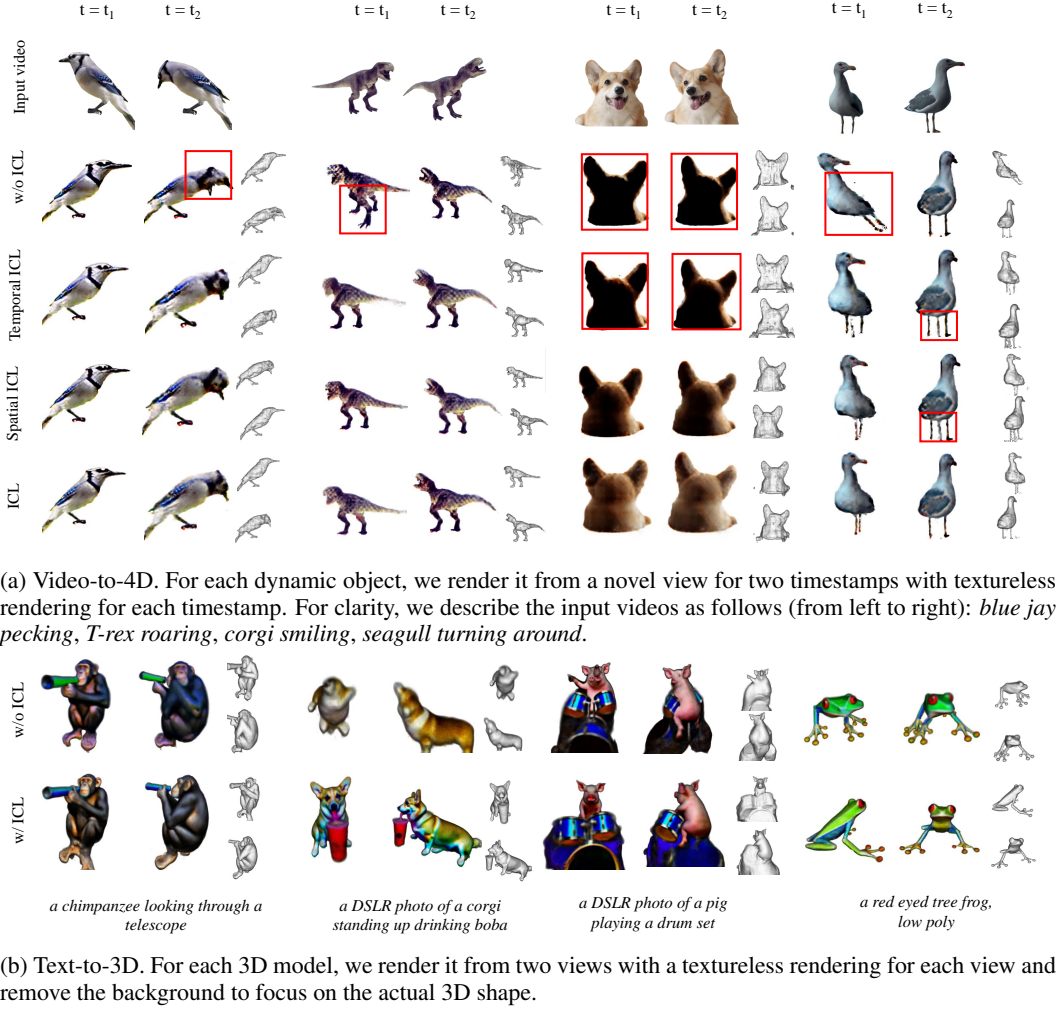 t = t1 t = t2 t = t1 t = t2 t = t1 t = t2 t = t1 t = t2
Input video
w/o ICL
Temporal ICL
Spatial ICL
ICL
(a) Video-to-4D. For each dynamic object, we render it from a novel view for two timestamps with textureless
rendering for each timestamp. For clarity, we describe the input videos as follows (from left to right): blue jay
pecking, T-rex roaring, corgi smiling, seagull turning around.
w/o ICL
w/ ICL
a chimpanzee looking through a
telescope
a DSLR photo of a corgi
standing up drinking boba
a DSLR photo of a pig
playing a drum set
a red eyed tree frog,
low poly
(b) Text-to-3D. For each 3D model, we render it from two views with a textureless rendering for each view and
remove the background to focus on the actual 3D shape.